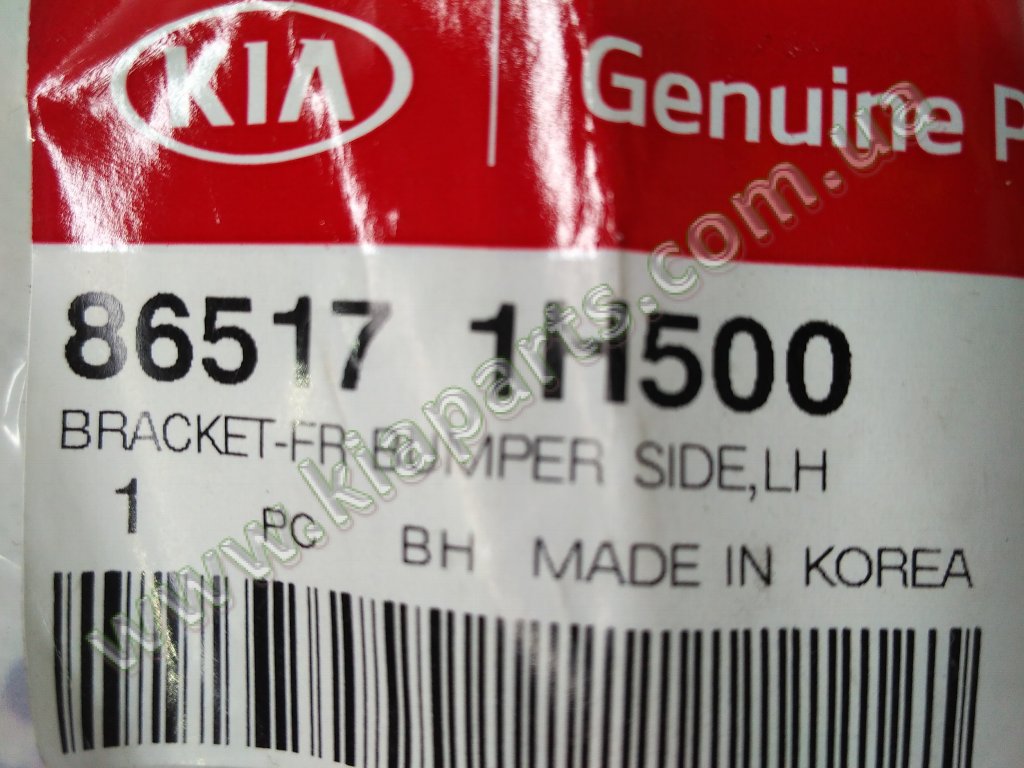 KIA Genuine P
86517 1H500
BRACKET-FR BUMPER SIDE,LH
1 PC BH MADE IN KOREA
www.kiaparts.com.ua